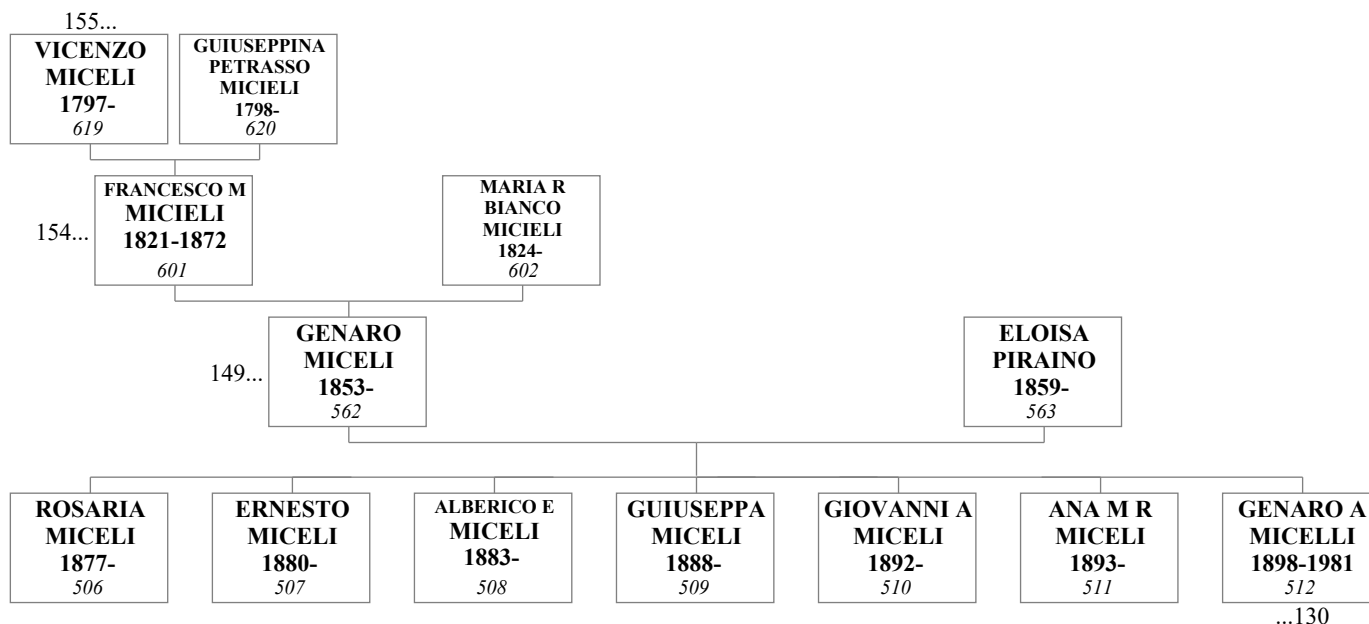 155...
VICENZO
MICELI
1797-
619
GUIUSEPPINA
PETRASSO
MICIELI
1798-
620
154...
FRANCESCO M
MICIELI
1821-1872
601
MARIA R
BIANCO
MICIELI
1824-
602
149...
GENARO
MICELI
1853-
562
ELOISA
PIRAINO
1859-
563
ROSARIA
MICELI
1877-
506
ERNESTO
MICELI
1880-
507
ALBERICO E
MICELI
1883-
508
GUIUSEPPA
MICELI
1888-
509
GIOVANNI A
MICELI
1892-
510
ANA M R
MICELI
1893-
511
GENARO A
MICELLI
1898-1981
512
...130